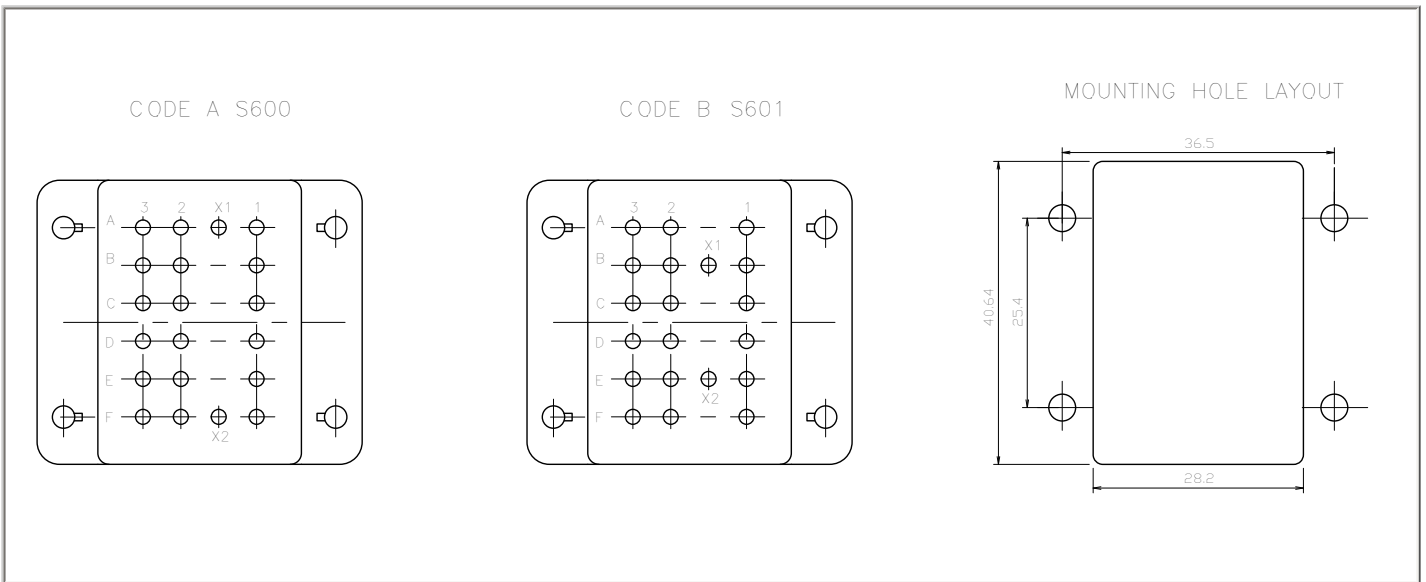 CODE A S600
3 2 X1 1
A
B
C
D
E
F
X2
CODE B S601
3 2 1
A
X1
B
C
D
E
X2
F
MOUNTING HOLE LAYOUT
36.5
40.64
25.4
28.2